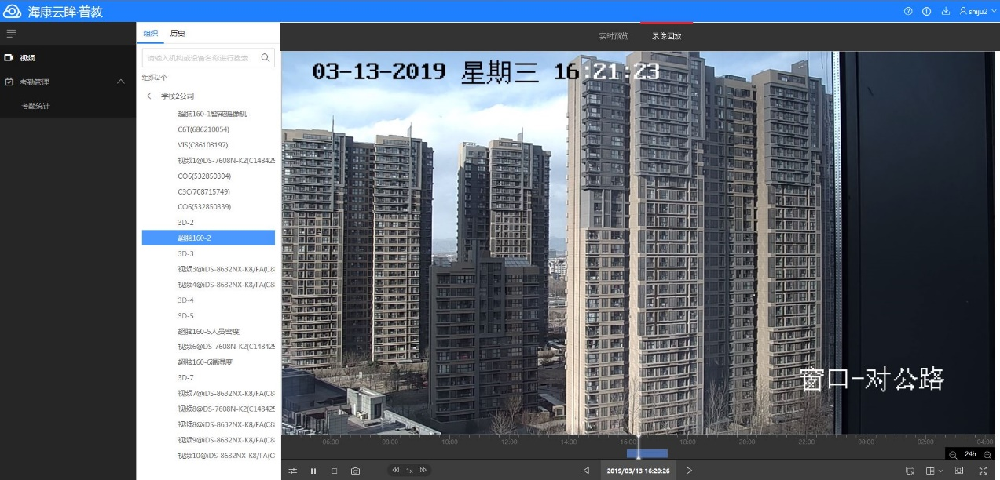 海康云眸·普教
shiju2
组织 历史
实时预览 录像回放
视频
请输入机构或设备名称进行搜索
组织2个
考勤管理
学校2公司
考勤统计
超脑160-1警戒摄像机
C6T(686210054)
VIS(C86103197)
视频1@DS-7608N-K2(C148425
CO6(532850304)
C3C(708715749)
CO6(532850339)
3D-2
超脑160-2
3D-3
视频3@iDS-8632NX-K8/FA(C8
视频4@iDS-8632NX-K8/FA(C8
3D-4
3D-5
超脑160-5人员密度
视频6@DS-7608N-K2(C148425
超脑160-6温湿度
3D-7
视频7@iDS-8632NX-K8/FA(C8
视频8@DS-7608N-K2(C148425
视频8@iDS-8632NX-K8/FA(C8
视频9@iDS-8632NX-K8/FA(C8
视频10@iDS-8632NX-K8/FA(C
03-13-2019 星期三 16:21:23
窗口-对公路
06:00 08:00 10:00 12:00 14:00 16:00 18:00 20:00 22:00 00:00 02:00 04:00
24h
1x
2019/03/13 16:20:26